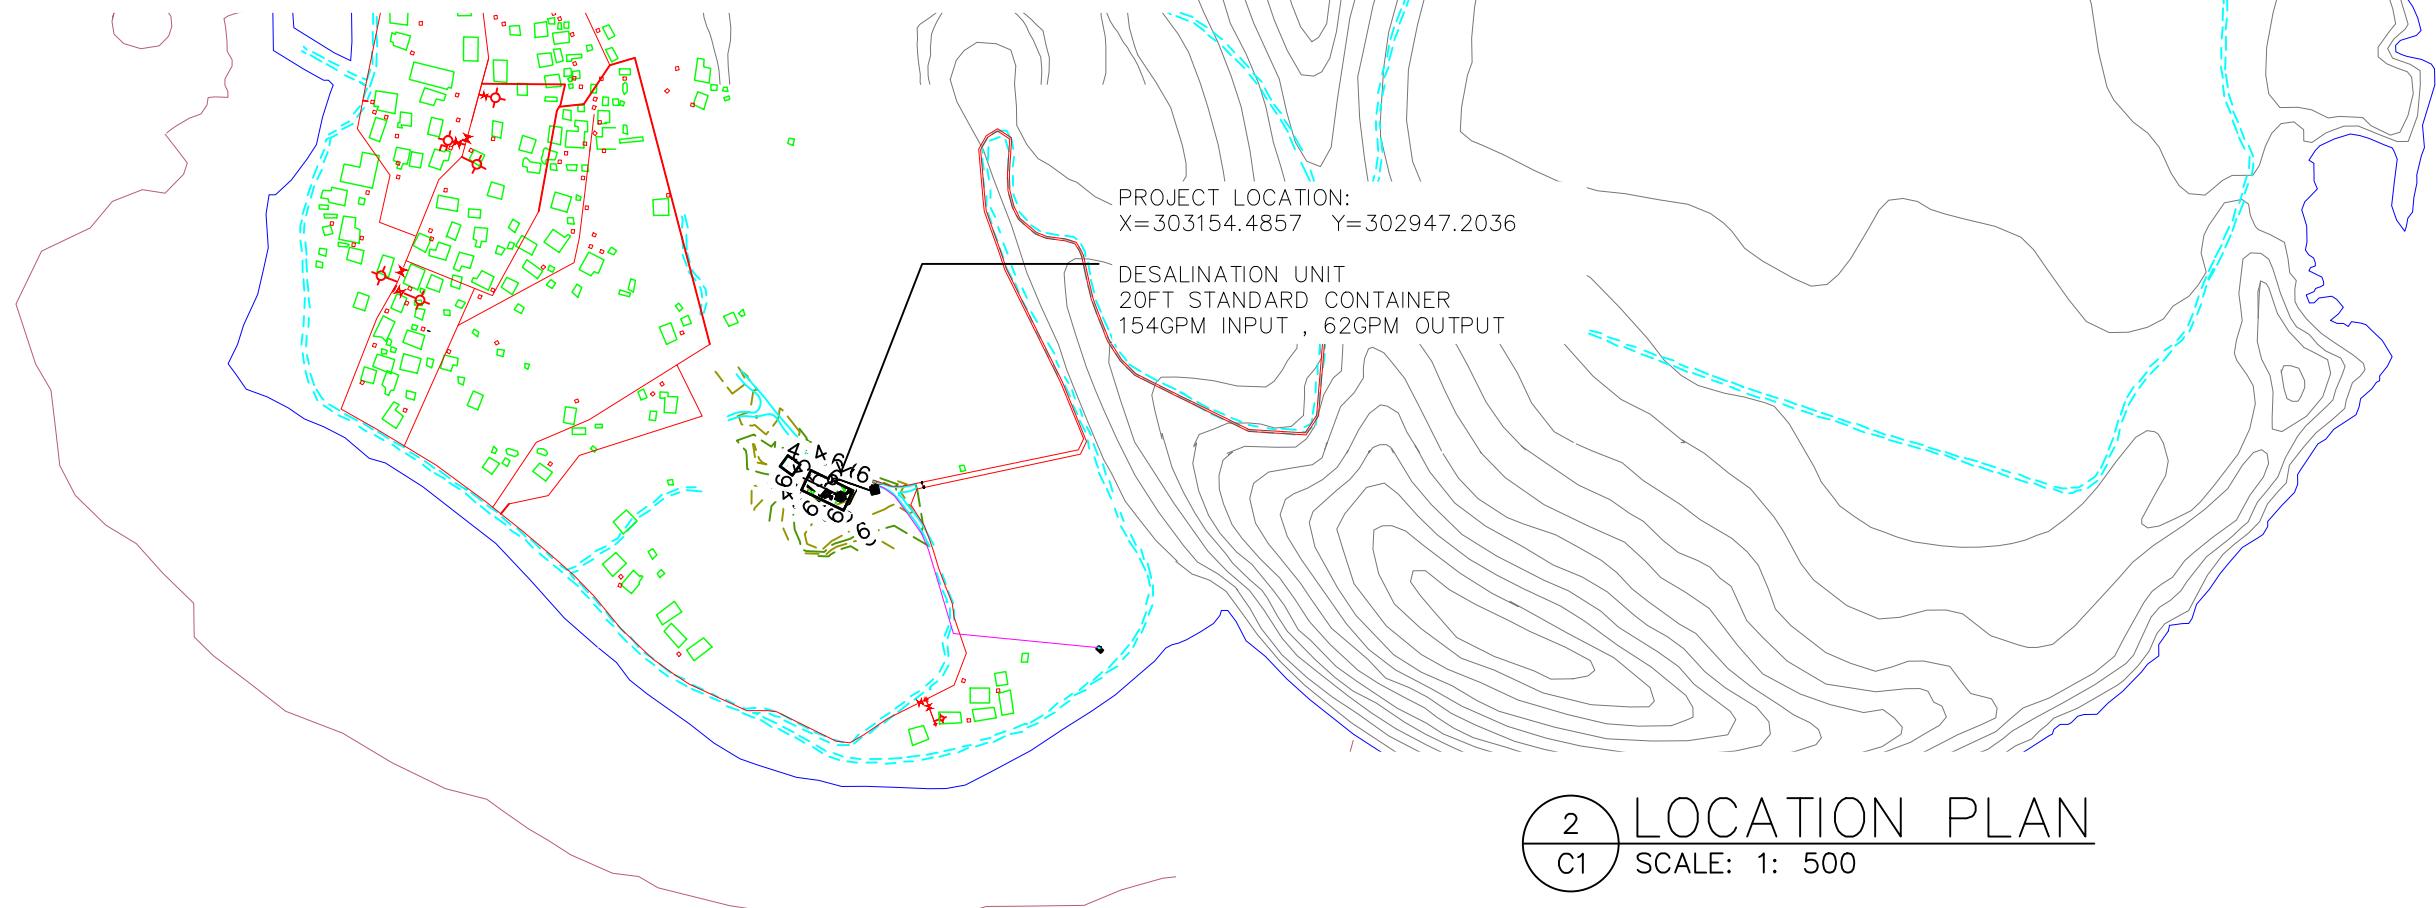 PROJECT LOCATION:
X=303154.4857 Y=302947.2036
DESALINATION UNIT
20FT STANDARD CONTAINER
154GPM INPUT , 62GPM OUTPUT
2
C1
LOCATION PLAN
SCALE: 1: 500